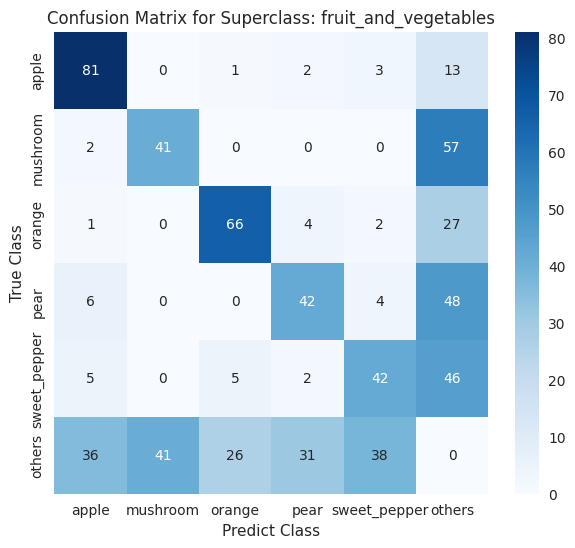 Confusion Matrix for Superclass: fruit_and_vegetables
True Class
apple 81 0 1 2 3 13
mushroom 2 41 0 0 0 57
orange 1 0 66 4 2 27
pear 6 0 0 42 4 48
sweet_pepper 5 0 5 2 42 46
others 36 41 26 31 38 0
apple mushroom orange pear sweet_pepper others
Predict Class
80
70
60
50
40
30
20
10
0